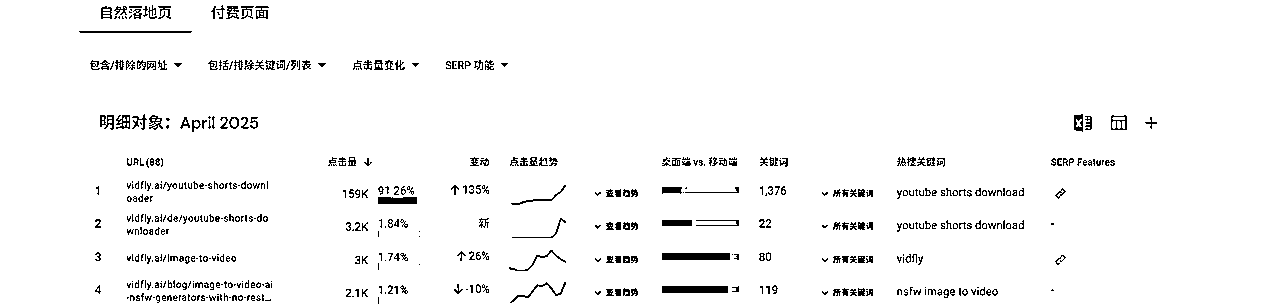 自然落地页 付费页面
包含/排除的网址 包括/排除关键词/列表 点击量变化 SERP 功能
明细对象: April 2025
URL (88) 点击量 ↓ 变动 点击量趋势 桌面端 vs. 移动端 关键词 热搜关键词 SERP Features
1 vidfly.ai/youtube-shorts-downl 159K 91.26% ↑ 135% 查看趋势 1,376 所有关键词 youtube shorts download
oader
2 vidfly.ai/de/youtube-shorts-do 3.2K 1.84% 新 查看趋势 22 所有关键词 youtube shorts download -
wnloader
3 vidfly.ai/image-to-video 3K 1.74% ↑ 26% 查看趋势 80 所有关键词 vidfly
4 vidfly.ai/blog/image-to-video-ai 2.1K 1.21% ↓ -10% 查看趋势 119 所有关键词 nsfw image to video -
-nsfw-generators-with-no-rest...